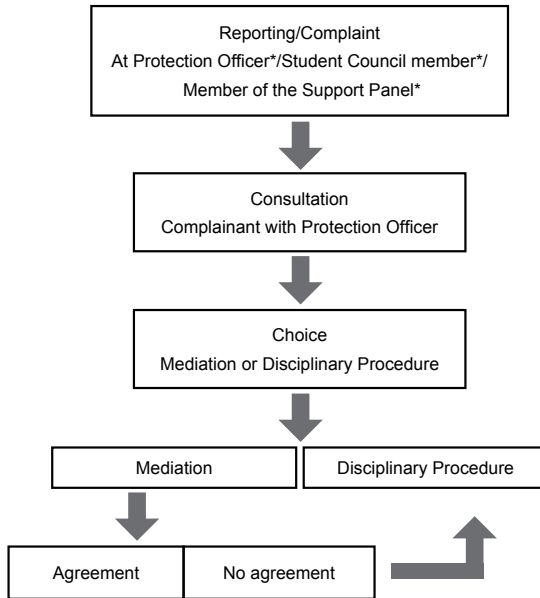 Reporting/Complaint
At Protection Officer*/Student Council member*/
Member of the Support Panel*
Consultation
Complainant with Protection Officer
Choice
Mediation or Disciplinary Procedure
Mediation
Disciplinary Procedure
Agreement
No agreement